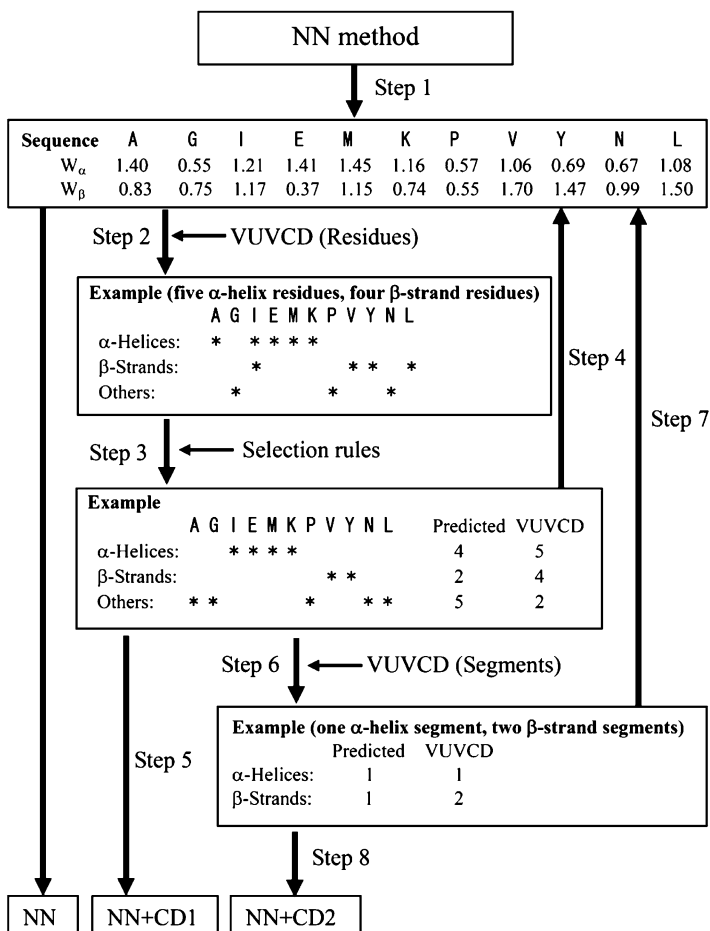 NN method
Step 1
Sequence A G I E M K P V Y N L
Wα 1.40 0.55 1.21 1.41 1.45 1.16 0.57 1.06 0.69 0.67 1.08
Wβ 0.83 0.75 1.17 0.37 1.15 0.74 0.55 1.70 1.47 0.99 1.50
Step 2 VUVCD (Residues)
Example (five α-helix residues, four β-strand residues)
A G I E M K P V Y N L
α-Helices: * * * * *
β-Strands: * * * *
Others: * * *
Step 4
Step 7
Step 3 Selection rules
Example
A G I E M K P V Y N L Predicted VUVCD
α-Helices: * * * * 4 5
β-Strands: * * 2 4
Others: * * * * * 5 2
Step 6 VUVCD (Segments)
Step 5
Example (one α-helix segment, two β-strand segments)
Predicted VUVCD
α-Helices: 1 1
β-Strands: 1 2
Step 8
NN NN+CD1 NN+CD2